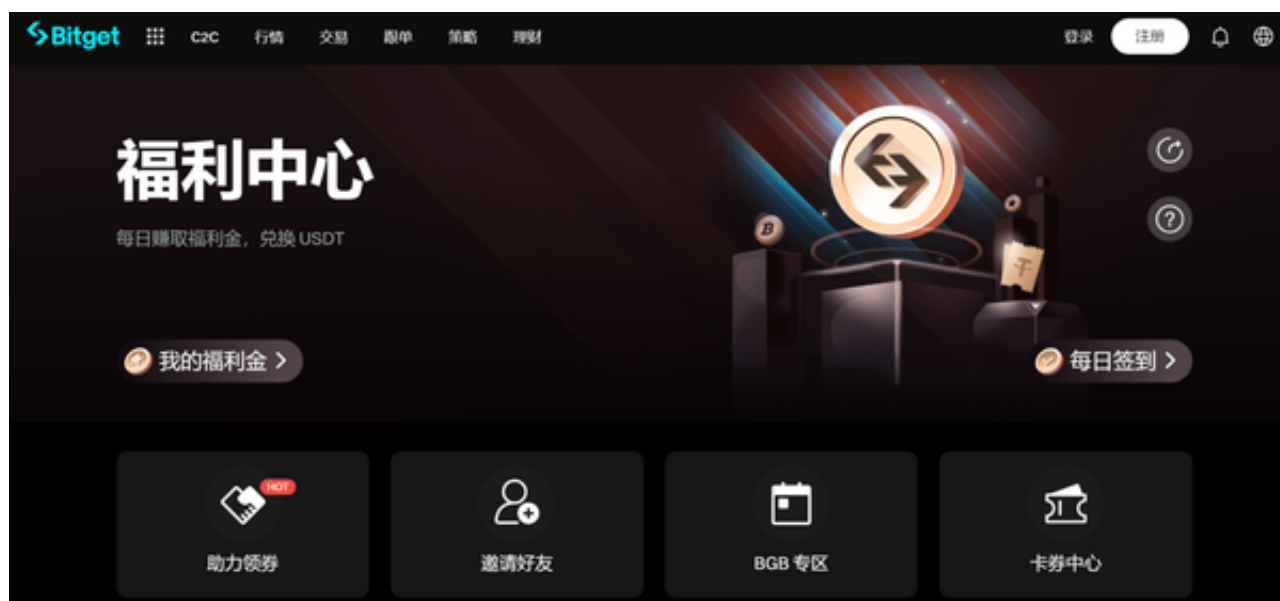 Bitget C2C 行情 交易 跟单 策略 理财 登录 注册
福利中心
每日赚取福利金，兑换 USDT
我的福利金
每日签到
HOT
助力领券
邀请好友
BGB 专区
卡券中心